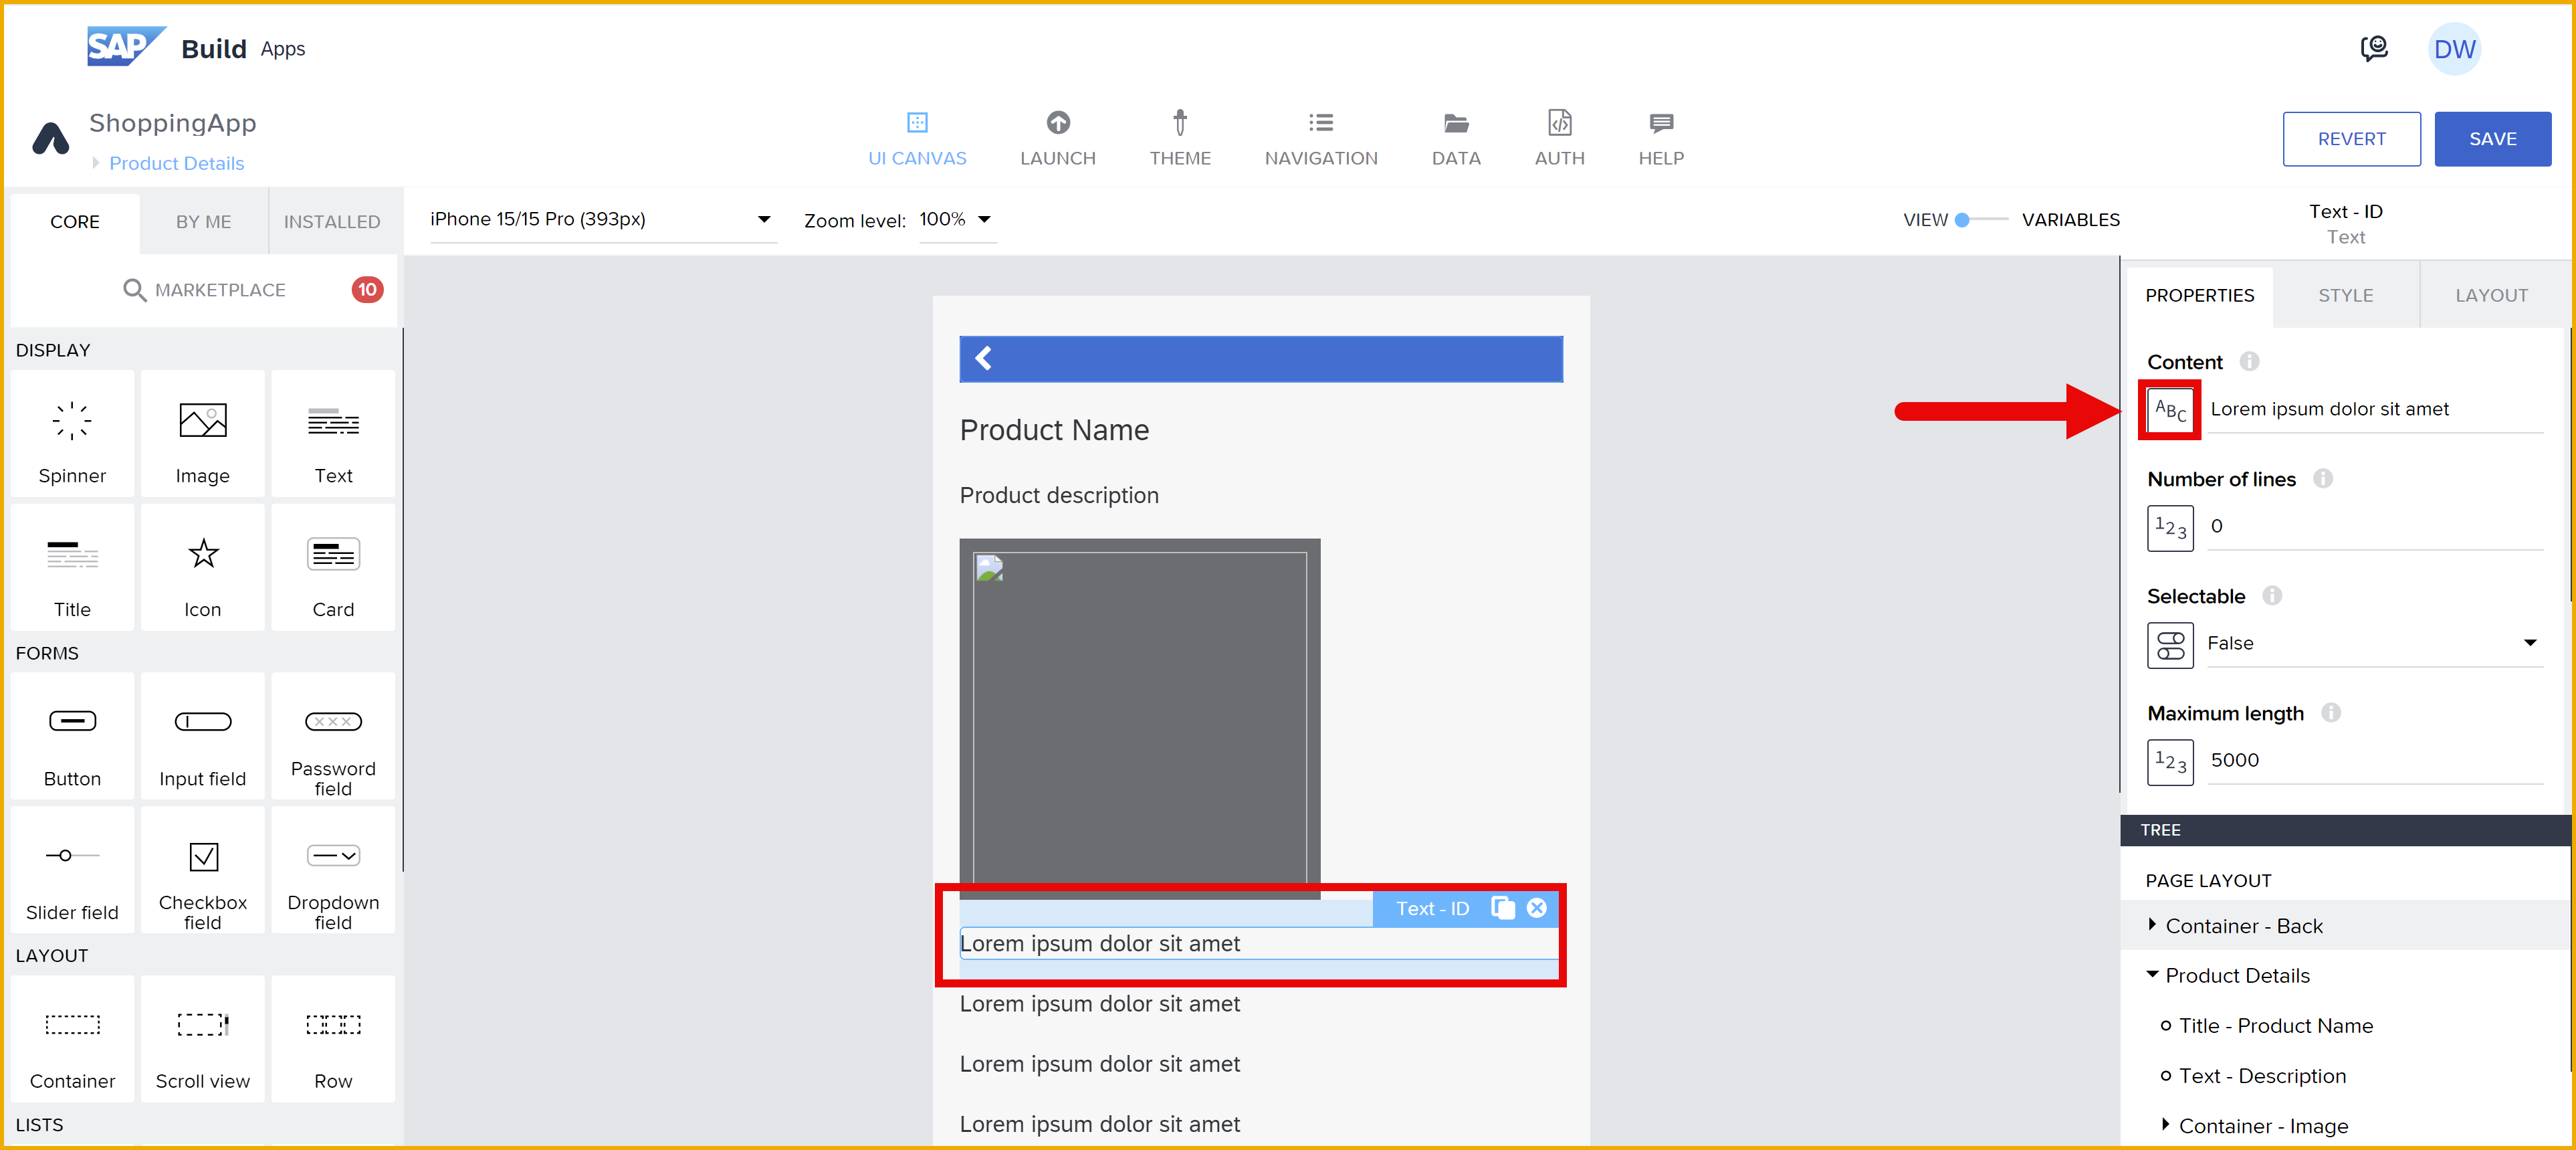 SAP Build Apps
DW
ShoppingApp
Product Details
UI CANVAS
LAUNCH
THEME
NAVIGATION
DATA
AUTH
HELP
REVERT
SAVE
CORE
BY ME
INSTALLED
iPhone 15/15 Pro (393px)
Zoom level: 100%
VIEW
VARIABLES
Text - ID
Text
MARKETPLACE
10
PROPERTIES
STYLE
LAYOUT
DISPLAY
Spinner
Image
Text
Title
Icon
Card
FORMS
Button
Input field
Password
field
Slider field
Checkbox
field
Dropdown
field
LAYOUT
Container
Scroll view
Row
LISTS
Product Name
Product description
Text - ID
Lorem ipsum dolor sit amet
Lorem ipsum dolor sit amet
Lorem ipsum dolor sit amet
Lorem ipsum dolor sit amet
Content
ABC
Lorem ipsum dolor sit amet
Number of lines
123
0
Selectable
False
Maximum length
123
5000
TREE
PAGE LAYOUT
Container - Back
Product Details
Title - Product Name
Text - Description
Container - Image